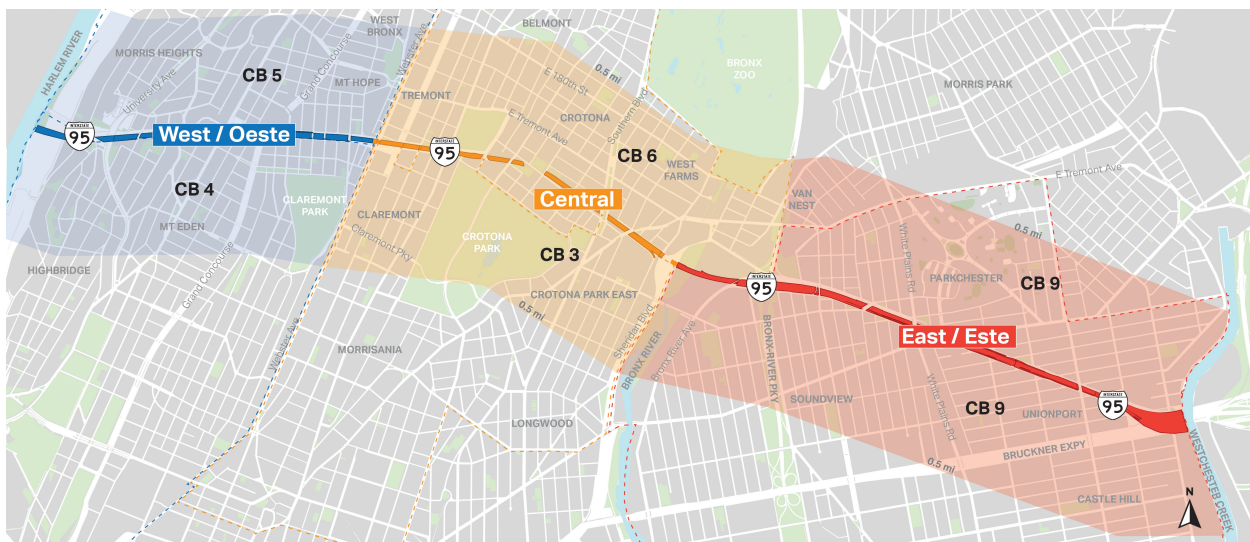 WEST
BRONX
BELMONT
HARLEM RIVER
MORRIS HEIGHTS
CB 5
Grand Concourse
Webster Ave
MT HOPE
University Ave
TREMONT
E 180th St
0.5 mi
BRONX
ZOO
MORRIS PARK
E Tremont Ave
CROTONA
Southern Blvd
INTERSTATE
95
West / Oeste
INTERSTATE
95
CB 6
WEST
FARMS
E Tremont Ave
CB 4
CLAREMONT
PARK
Central
VAN
NEST
CLAREMONT
MT EDEN
Claremont Pky
CROTONA
PARK
CB 3
White Plains Rd
0.5 mi
HIGHBRIDGE
Grand Concourse
PARKCHESTER
CB 9
INTERSTATE
95
CROTONA PARK EAST
0.5 mi
Sheridan Blvd
BRONX RIVER
Bronx River Ave
BRONX RIVER PKY
East / Este
Webster Ave
MORRISANIA
White Plains Rd
SOUNDVIEW
CB 9
UNIONPORT
INTERSTATE
95
LONGWOOD
BRUCKNER EXPY
0.5 mi
WESTCHESTER CREEK
CASTLE HILL
N